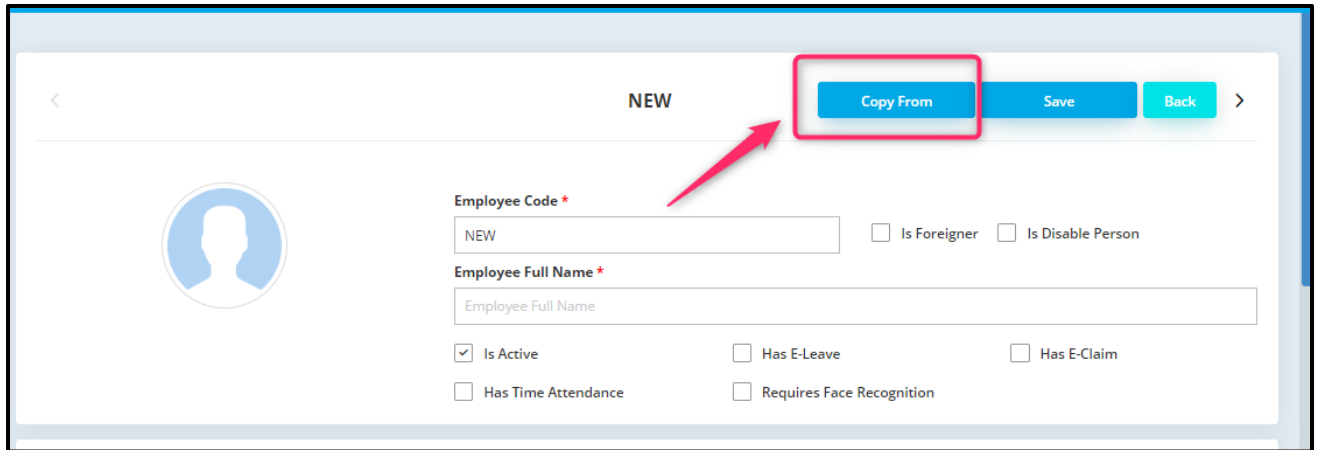 NEW
Copy From
Save
Back
Employee Code *
NEW
Is Foreigner
Is Disable Person
Employee Full Name *
Employee Full Name
Is Active
Has E-Leave
Has E-Claim
Has Time Attendance
Requires Face Recognition